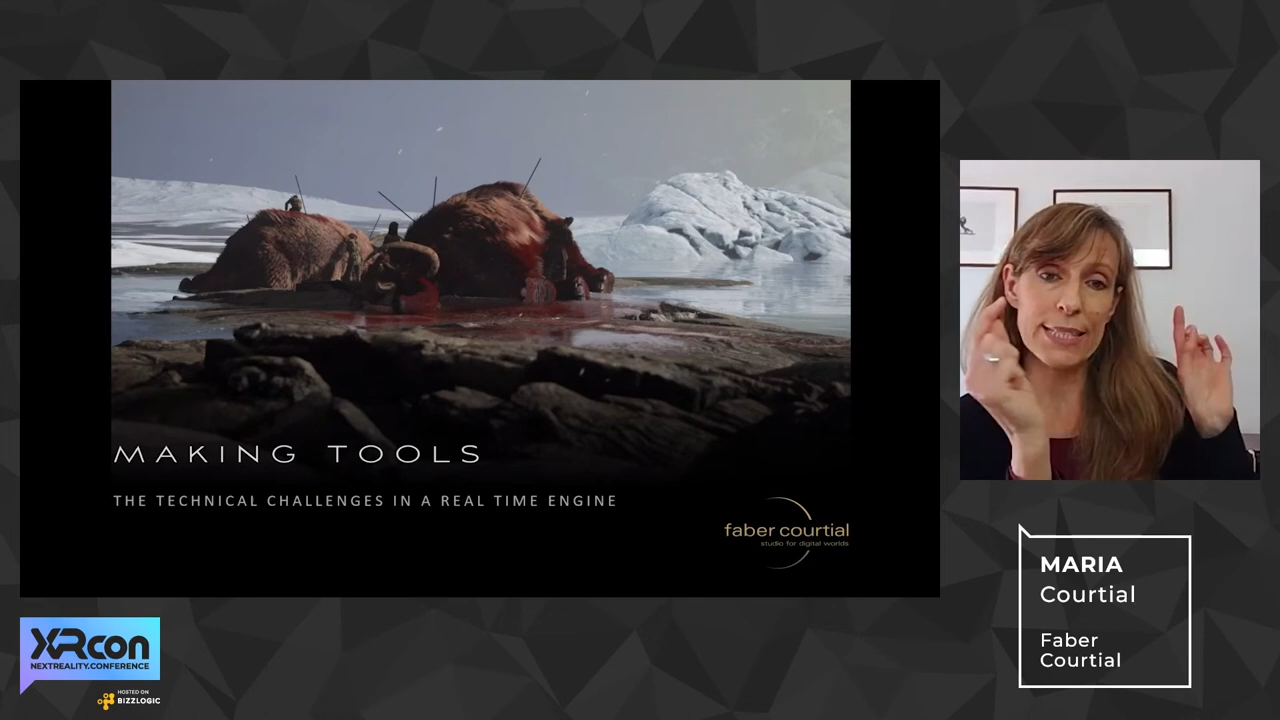 MAKING TOOLS
THE TECHNICAL CHALLENGES IN A REAL TIME ENGINE
faber courtial
studio for digital worlds
MARIA
Courtial
Faber
Courtial
XRcon
NEXTREALITY.CONFERENCE
HOSTED ON
BIZZLOGIC